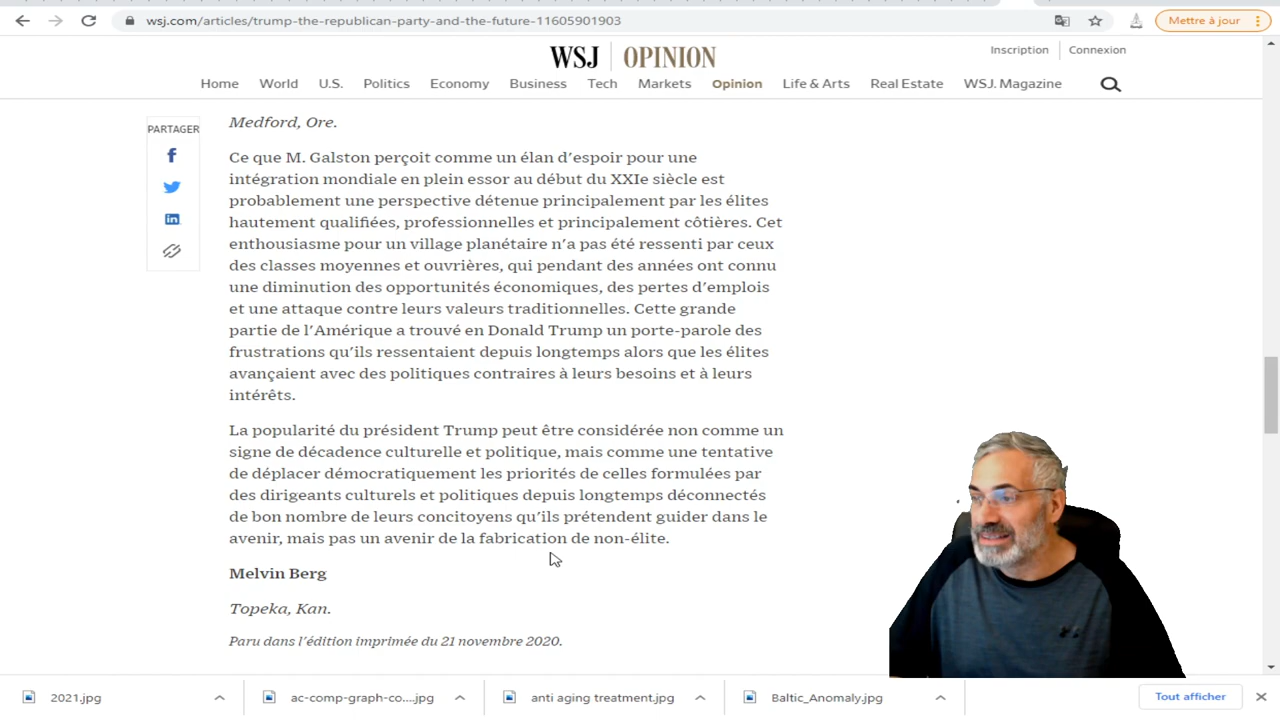 wsj.com/articles/trump-the-republican-party-and-the-future-11605901903
Mettre à jour
WSJ OPINION
Inscription Connexion
Home World U.S. Politics Economy Business Tech Markets Opinion Life & Arts Real Estate WSJ. Magazine
PARTAGER
Medford, Ore.
Ce que M. Galston perçoit comme un élan d'espoir pour une
intégration mondiale en plein essor au début du XXIe siècle est
probablement une perspective détenue principalement par les élites
hautement qualifiées, professionnelles et principalement côtières. Cet
enthousiasme pour un village planétaire n'a pas été ressenti par ceux
des classes moyennes et ouvrières, qui pendant des années ont connu
une diminution des opportunités économiques, des pertes d'emplois
et une attaque contre leurs valeurs traditionnelles. Cette grande
partie de l'Amérique a trouvé en Donald Trump un porte-parole des
frustrations qu'ils ressentaient depuis longtemps alors que les élites
avançaient avec des politiques contraires à leurs besoins et à leurs
intérêts.
La popularité du président Trump peut être considérée non comme un
signe de décadence culturelle et politique, mais comme une tentative
de déplacer démocratiquement les priorités de celles formulées par
des dirigeants culturels et politiques depuis longtemps déconnectés
de bon nombre de leurs concitoyens qu'ils prétendent guider dans le
avenir, mais pas un avenir de la fabrication de non-élite.
Melvin Berg
Topeka, Kan.
Paru dans l'édition imprimée du 21 novembre 2020.
2021.jpg ac-comp-graph-co....jpg anti aging treatment.jpg Baltic_Anomaly.jpg Tout afficher